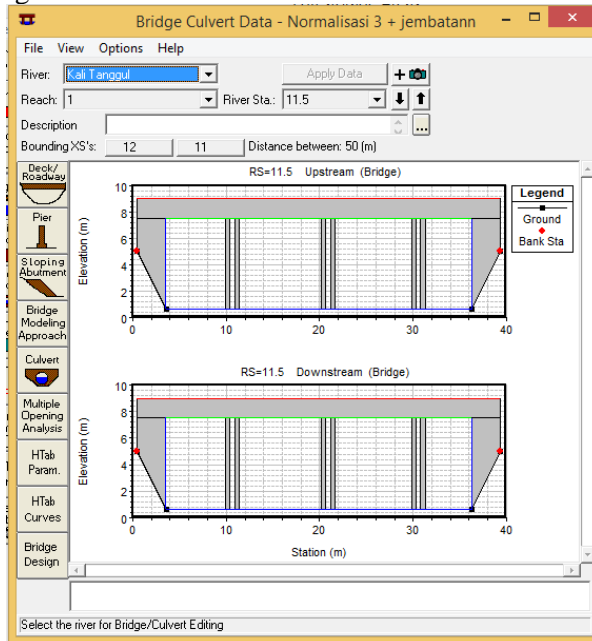 Bridge Culvert Data - Normalisasi 3 + jembatann
File View Options Help
River: Kali Tanggul Apply Data
Reach: 1 River Sta.: 11.5
Description ...
Bounding XS's: 12 11 Distance between: 50 (m)
Deck/
Roadway
Pier
Sloping
Abutment
Bridge
Modeling
Approach
Culvert
Multiple
Opening
Analysis
HTab
Param.
HTab
Curves
Bridge
Design
RS=11.5 Upstream (Bridge)
Elevation (m)
10
8
6
4
2
0
0 10 20 30 40
Legend
Ground
Bank Sta
RS=11.5 Downstream (Bridge)
Elevation (m)
10
8
6
4
2
0
0 10 20 30 40
Station (m)
Select the river for Bridge/Culvert Editing